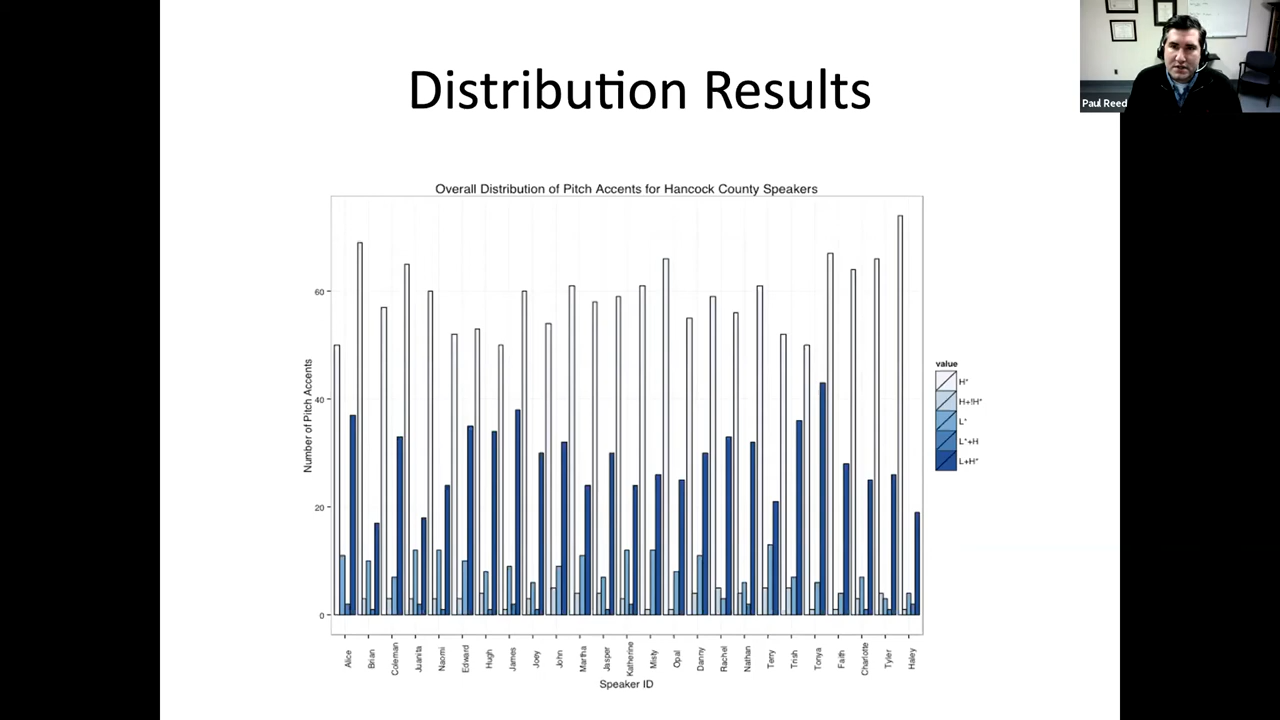 Distribution Results
Paul Reed
Overall Distribution of Pitch Accents for Hancock County Speakers
Number of Pitch Accents
60
40
20
0
value
H*
H+!H*
L*
L*+H
L+H*
Alice
Brian
Coleman
Juanita
Naomi
Edward
Hugh
James
Joey
John
Martha
Jasper
Katherine
Misty
Opal
Danny
Rachel
Nathan
Terry
Trish
Tonya
Faith
Charlotte
Tyler
Haley
Speaker ID